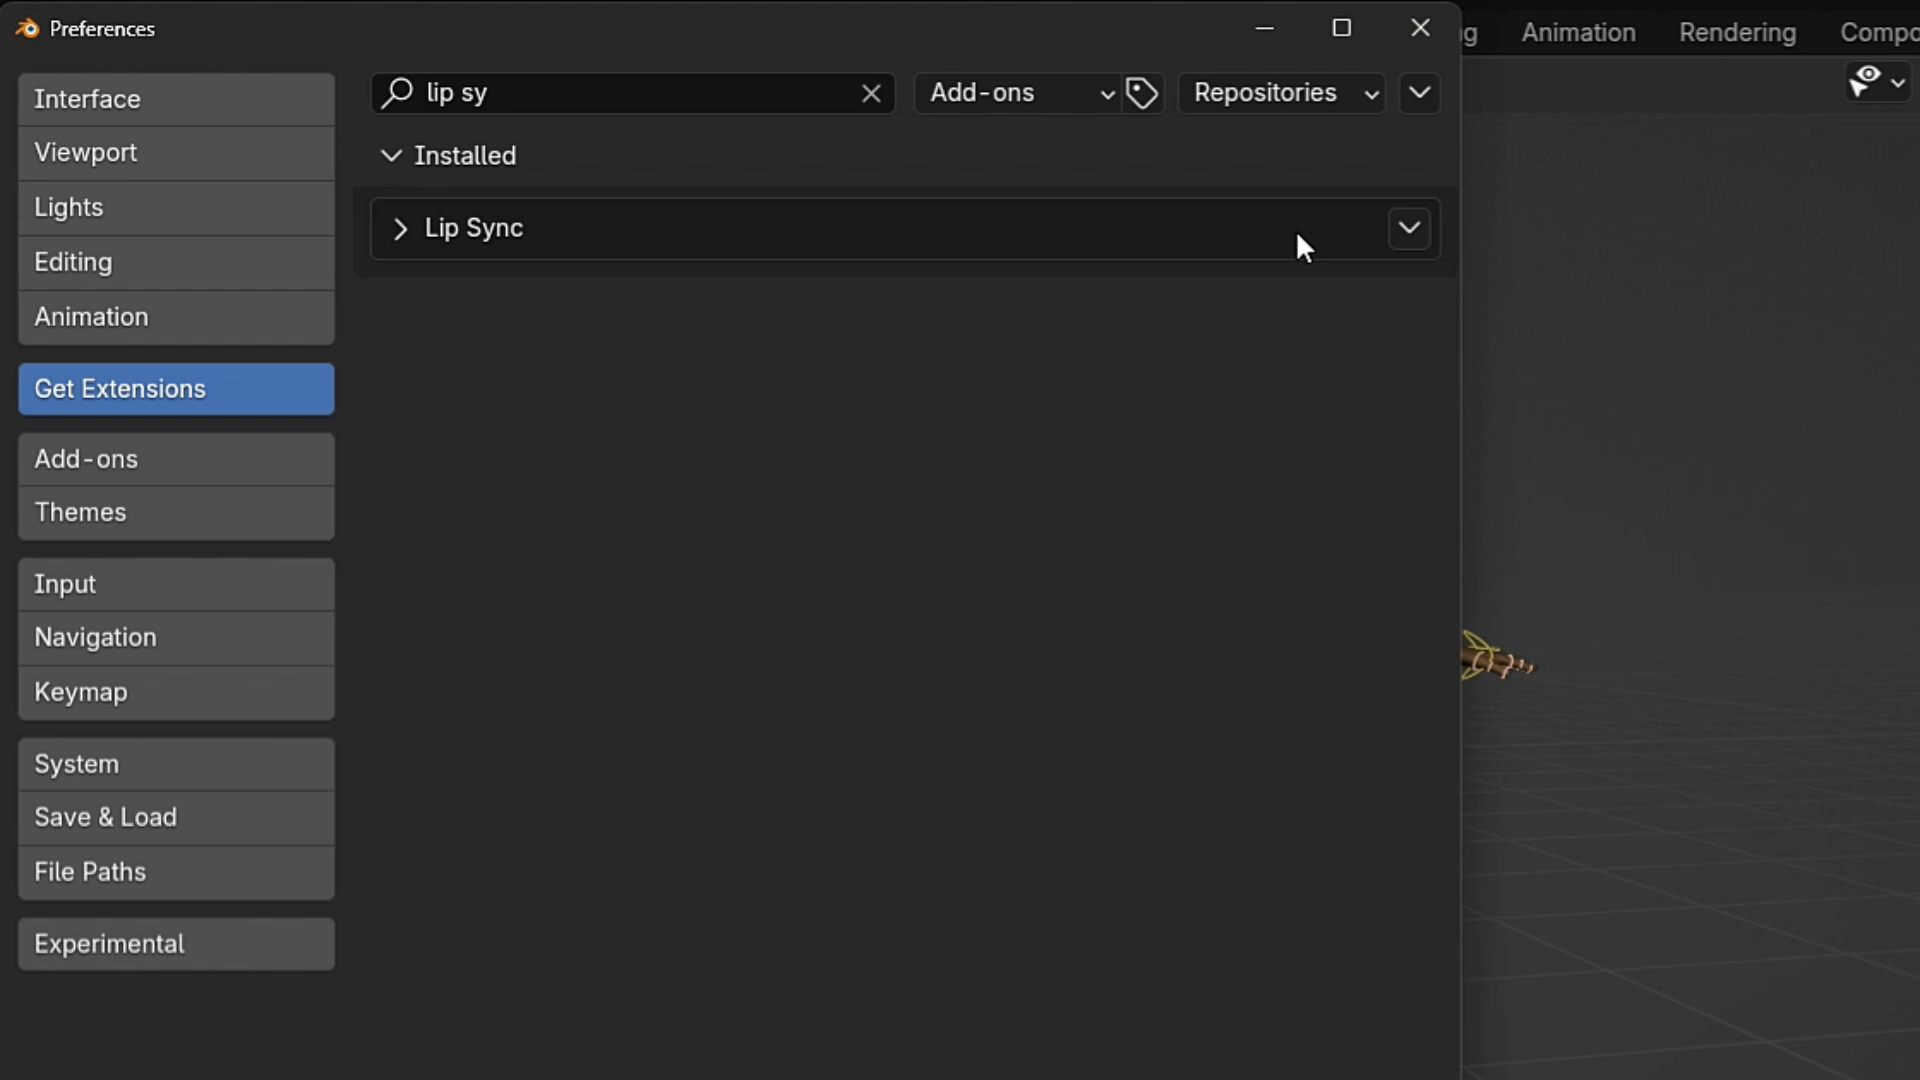 Preferences
ng Animation Rendering Compo
Interface
Viewport
Lights
Editing
Animation
Get Extensions
Add-ons
Themes
Input
Navigation
Keymap
System
Save & Load
File Paths
Experimental
lip sy Add-ons Repositories
Installed
Lip Sync